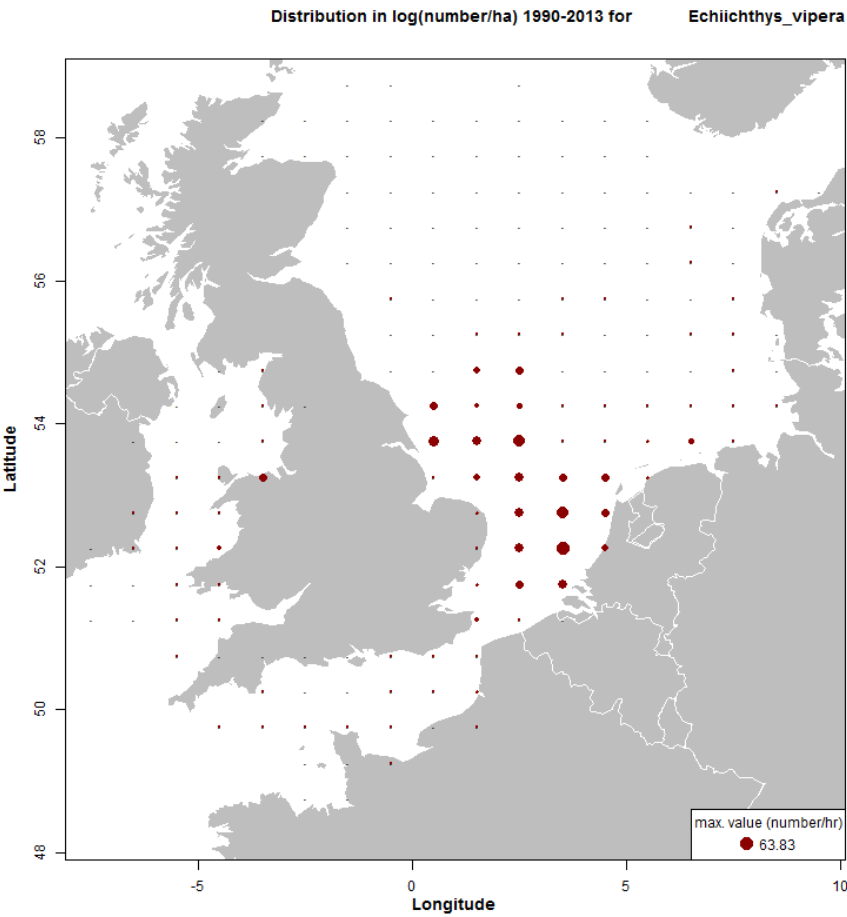 Distribution in log(number/ha) 1990-2013 for Echiichthys_vipera
58
56
54
52
50
48
Latitude
-5 0 5 10
Longitude
max. value (number/hr)
63.83